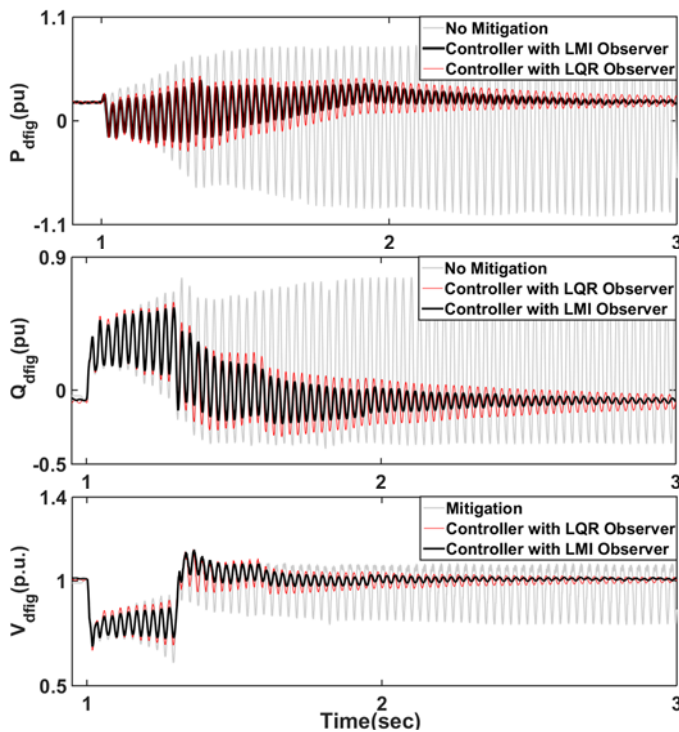 1.1
No Mitigation
Controller with LMI Observer
Controller with LQR Observer
P_dfig(pu)
0
-1.1
1 2 3
0.9
No Mitigation
Controller with LQR Observer
Controller with LMI Observer
Q_dfig(pu)
0
-0.5
1 2 3
1.4
Mitigation
Controller with LQR Observer
Controller with LMI Observer
V_dfig(p.u.)
1
0.5
1 2 3
Time(sec)